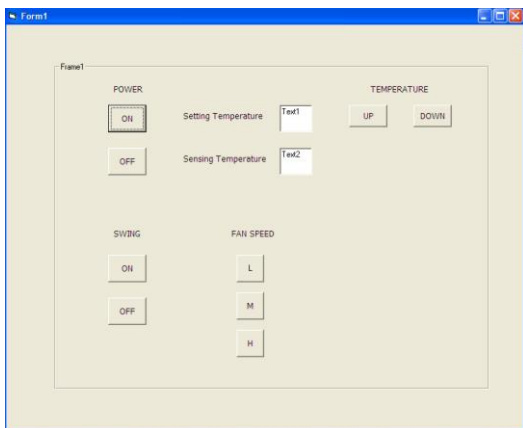 Form1
Frame1
POWER
TEMPERATURE
ON
Setting Temperature
Text1
UP
DOWN
OFF
Sensing Temperature
Text2
SWING
FAN SPEED
ON
L
OFF
M
H